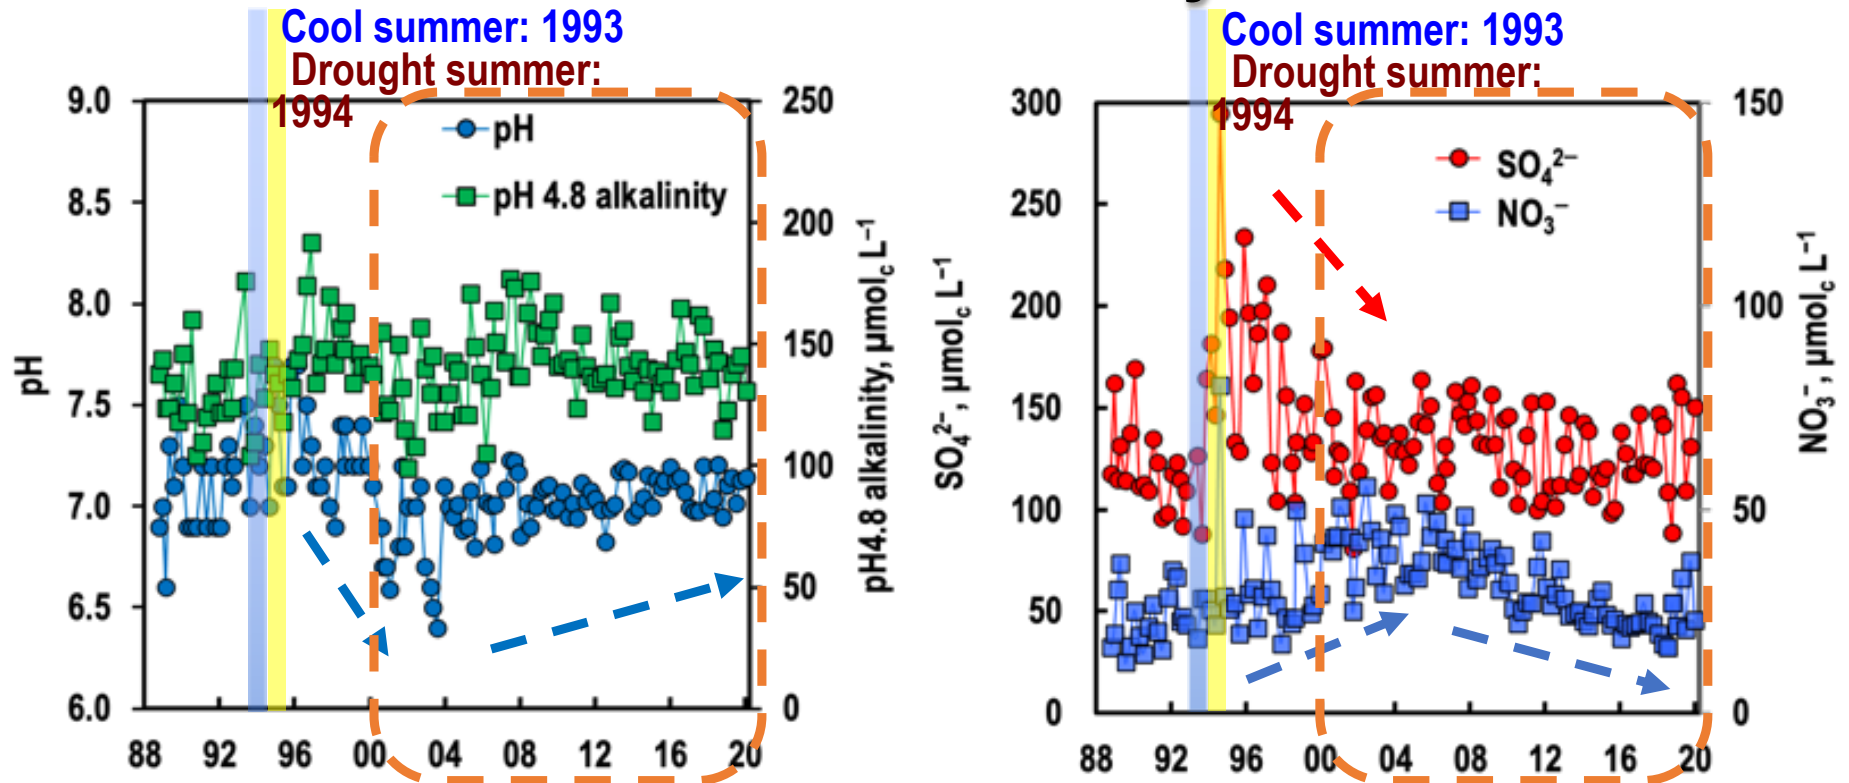 Cool summer: 1993
Drought summer:
1994
9.0
8.5
8.0
7.5
7.0
6.5
6.0
pH
250
200
150
100
50
0
pH4.8 alkalinity, μmol_c L⁻¹
pH
pH 4.8 alkalinity
88 92 96 00 04 08 12 16 20
Cool summer: 1993
Drought summer:
1994
300
250
200
150
100
50
0
SO₄²⁻, μmol_c L⁻¹
150
100
50
0
NO₃⁻, μmol_c L⁻¹
SO₄²⁻
NO₃⁻
88 92 96 00 04 08 12 16 20